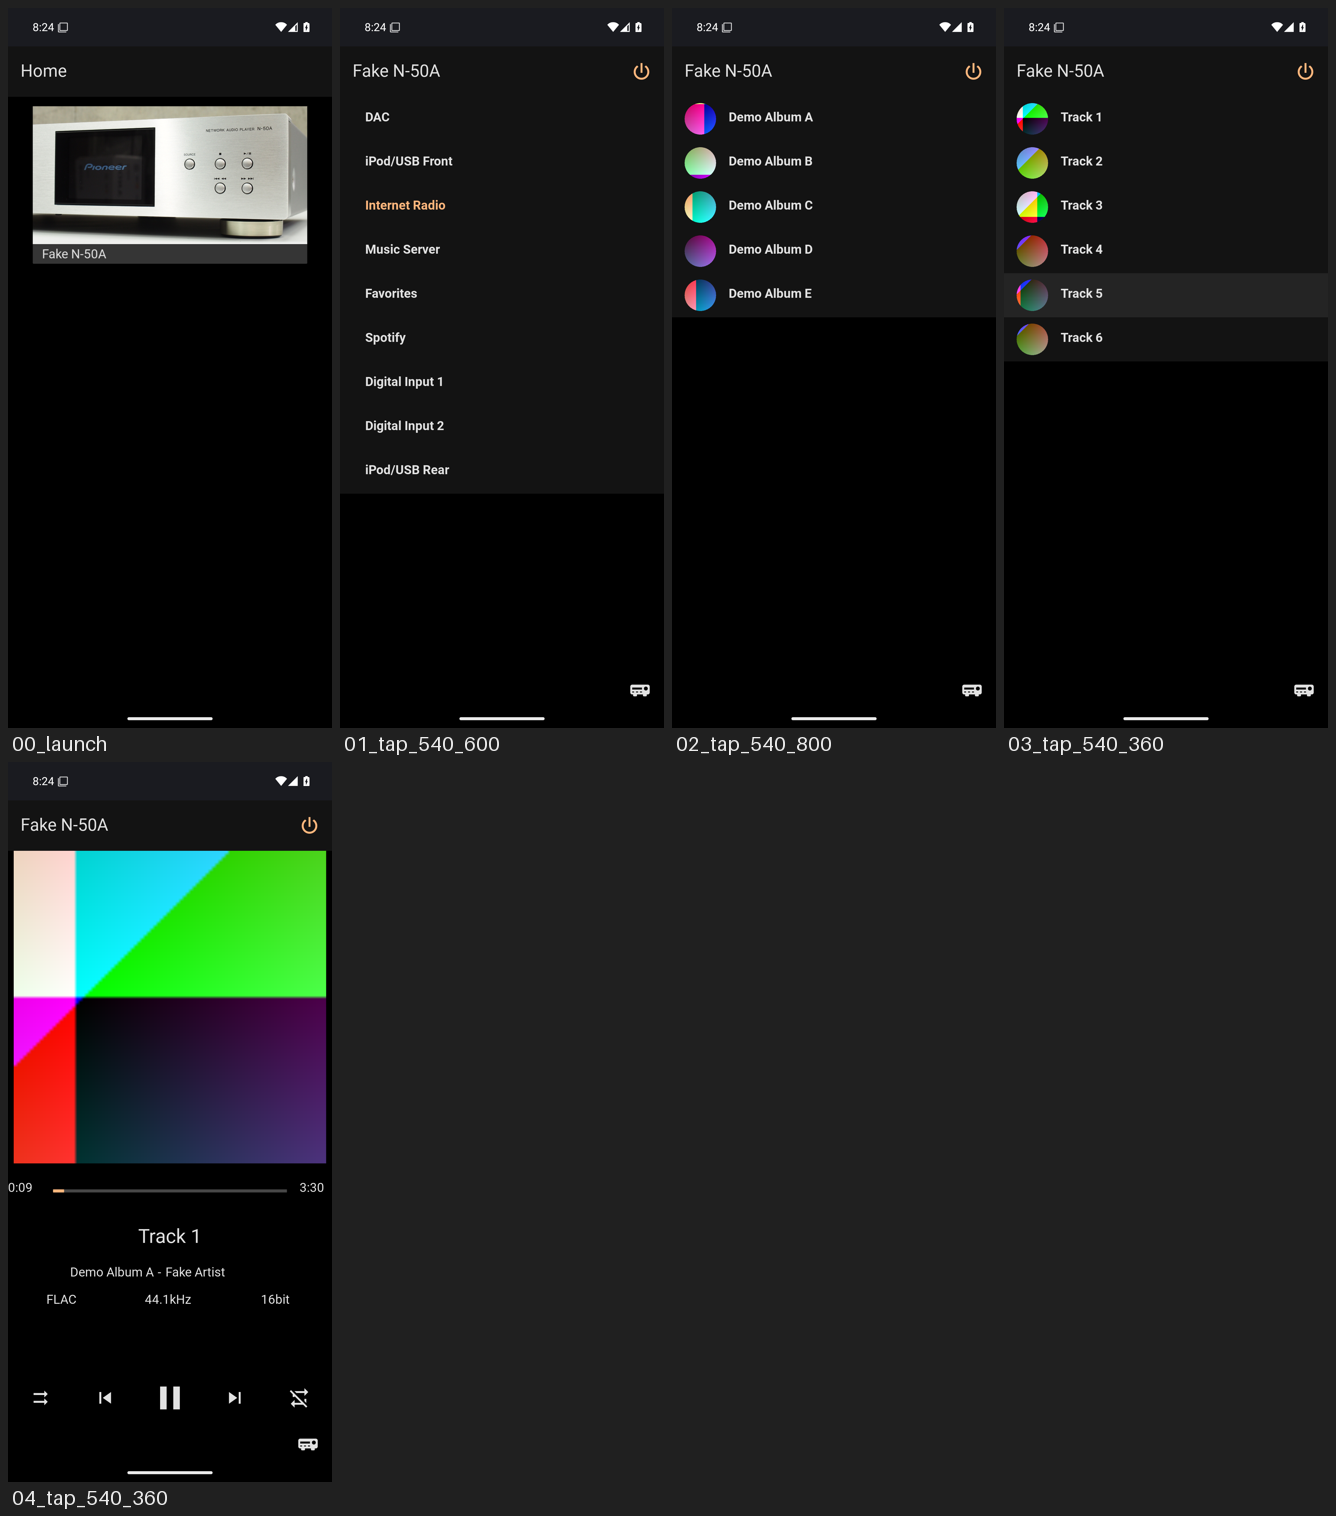 8:24
Home
NETWORK AUDIO PLAYER N-50A
Pioneer
Fake N-50A
00_launch
8:24
Fake N-50A
DAC
iPod/USB Front
Internet Radio
Music Server
Favorites
Spotify
Digital Input 1
Digital Input 2
iPod/USB Rear
01_tap_540_600
8:24
Fake N-50A
Demo Album A
Demo Album B
Demo Album C
Demo Album D
Demo Album E
02_tap_540_800
8:24
Fake N-50A
Track 1
Track 2
Track 3
Track 4
Track 5
Track 6
03_tap_540_360
8:24
Fake N-50A
0:09 3:30
Track 1
Demo Album A - Fake Artist
FLAC 44.1kHz 16bit
04_tap_540_360